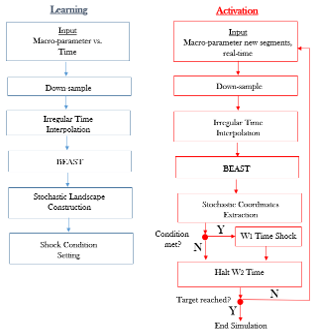 Learning
Input
Macro-parameter vs.
Time
Down-sample
Irregular Time
Interpolation
BEAST
Stochastic Landscape
Construction
Shock Condition
Setting
Activation
Input
Macro-parameter new segments,
real-time
Down-sample
Irregular Time
Interpolation
BEAST
Stochastic Coordinates
Extraction
Condition
met?
Y
N
W1 Time Shock
Halt W2 Time
Target reached?
N
Y
End Simulation